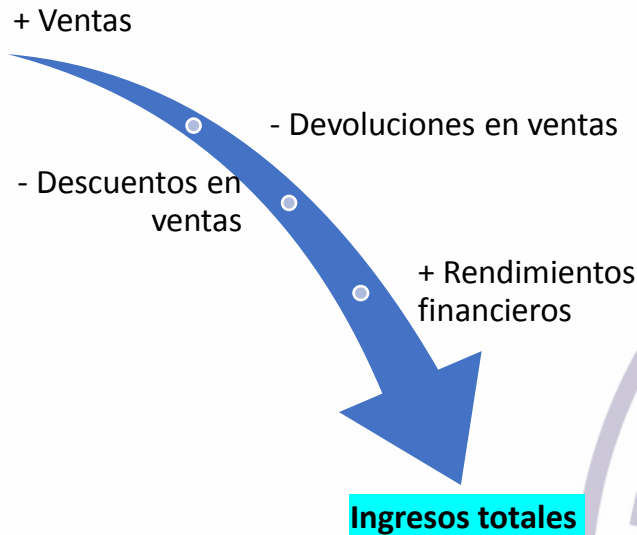 + Ventas
- Devoluciones en ventas
- Descuentos en
ventas
+ Rendimientos
financieros
Ingresos totales